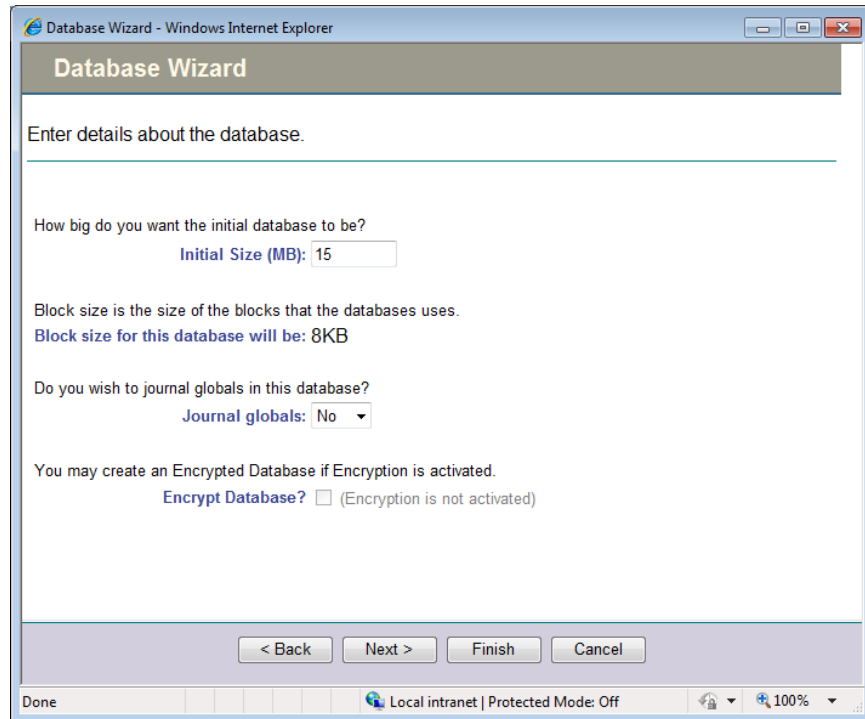 Database Wizard - Windows Internet Explorer
Database Wizard
Enter details about the database.
How big do you want the initial database to be?
Initial Size (MB): 15
Block size is the size of the blocks that the databases uses.
Block size for this database will be: 8KB
Do you wish to journal globals in this database?
Journal globals: No
You may create an Encrypted Database if Encryption is activated.
Encrypt Database? (Encryption is not activated)
< Back Next > Finish Cancel
Done Local intranet | Protected Mode: Off 100%